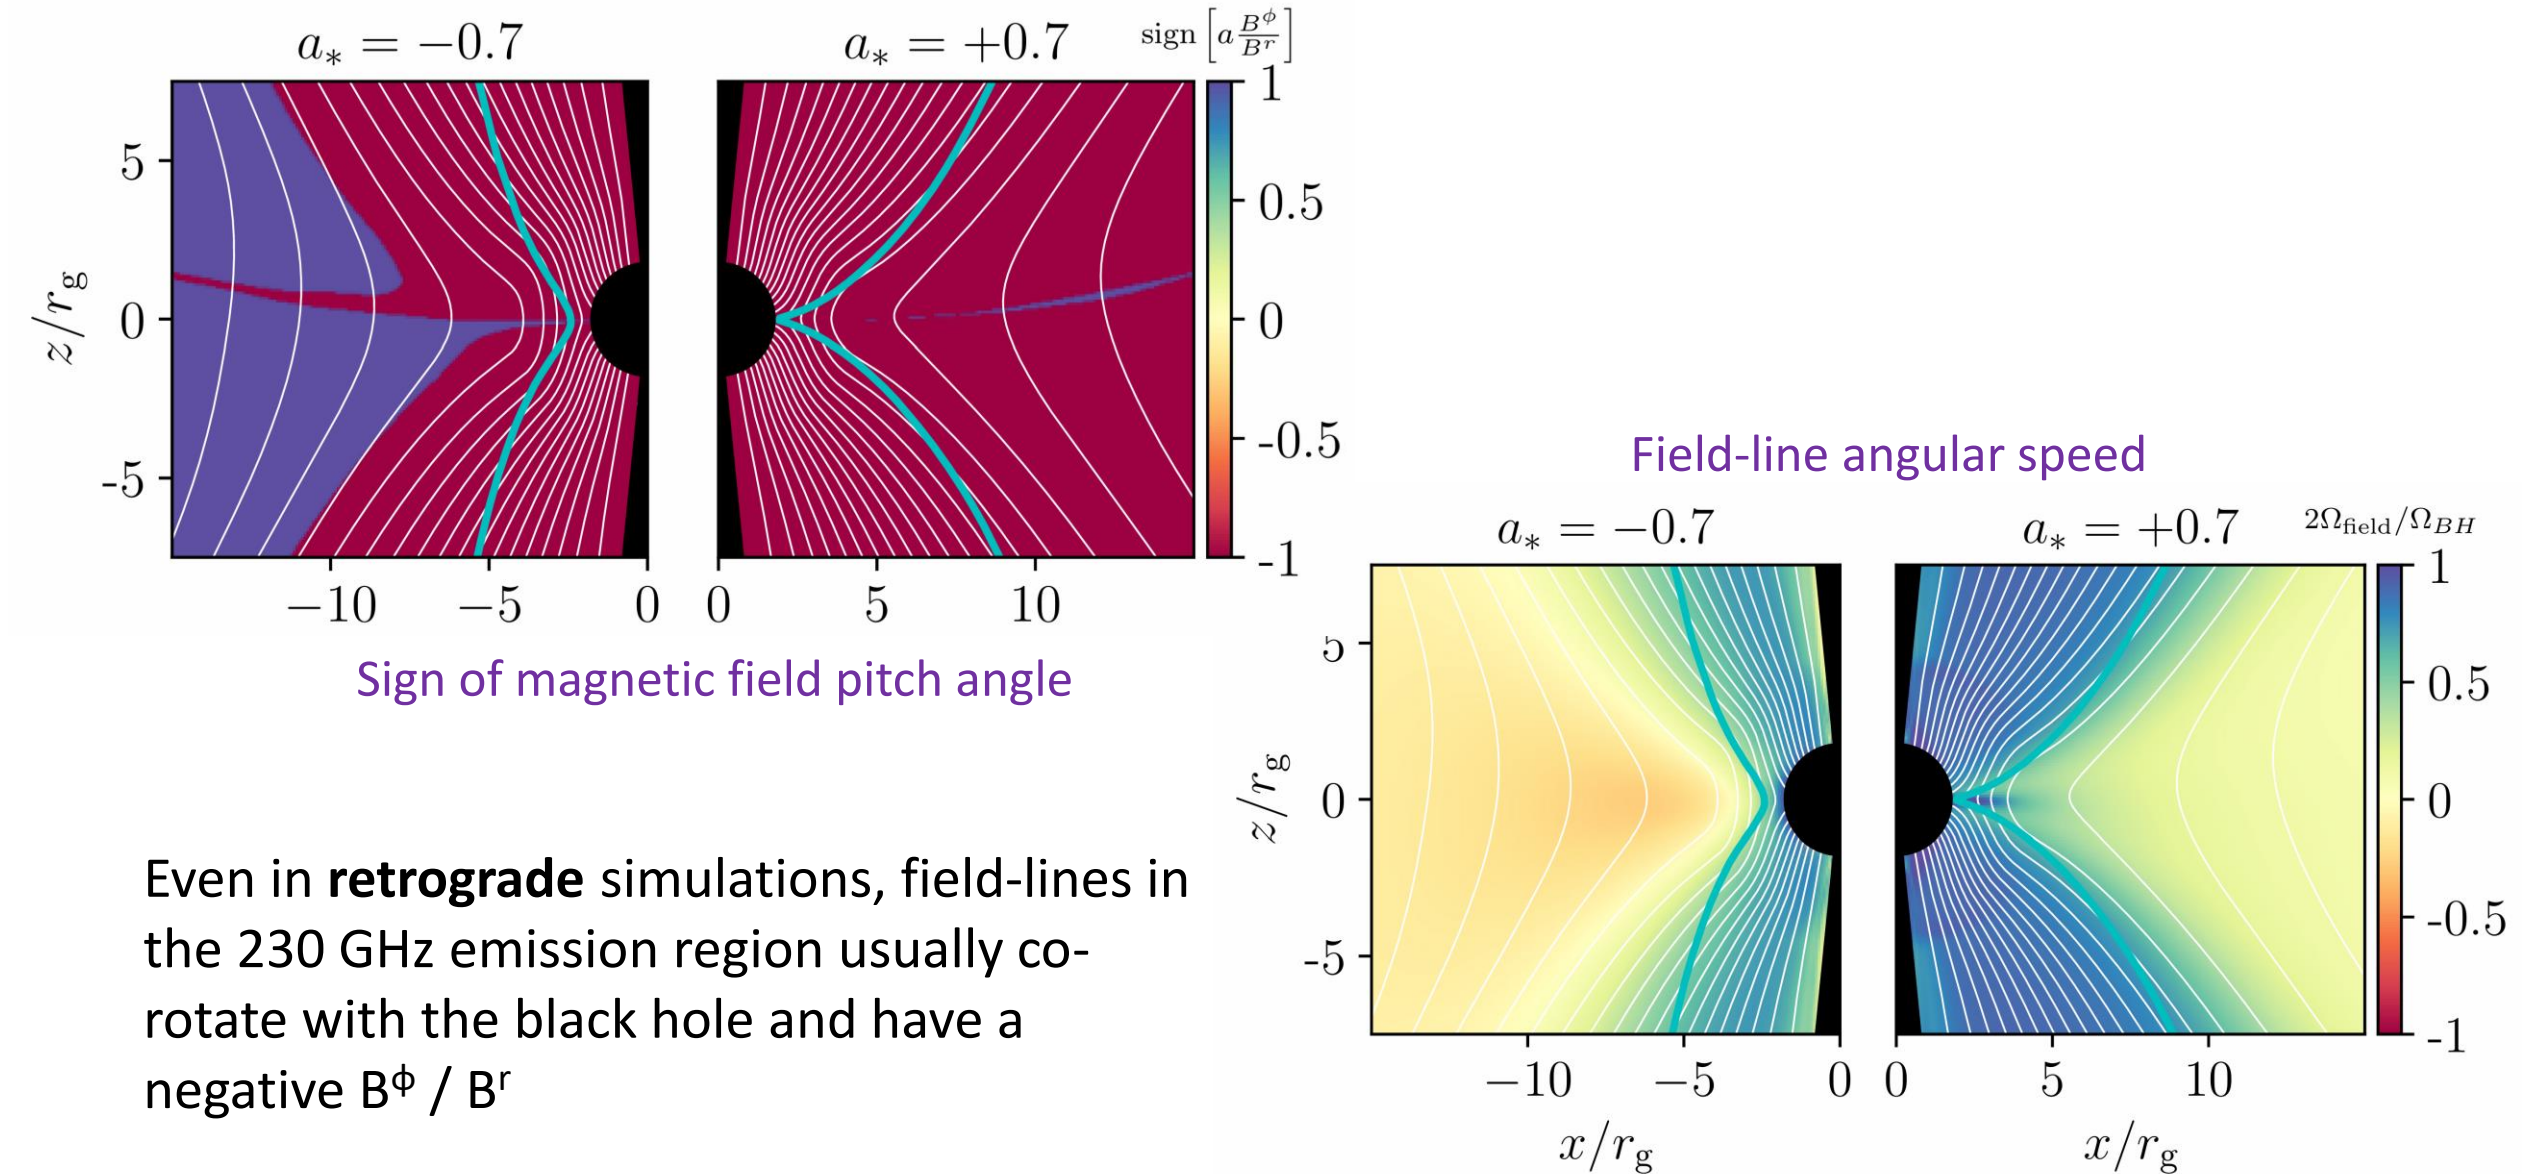 a* = −0.7
a* = +0.7
sign [a B^ϕ / B^r]
1
0.5
0
-0.5
-1
z/r_g
5
0
-5
−10
−5
0
0
5
10
Sign of magnetic field pitch angle
Field-line angular speed
a* = −0.7
a* = +0.7
2Ω_field/Ω_BH
1
0.5
0
-0.5
-1
z/r_g
5
0
-5
−10
−5
0
0
5
10
x/r_g
x/r_g
Even in retrograde simulations, field-lines in
the 230 GHz emission region usually co-
rotate with the black hole and have a
negative B^ϕ / B^r